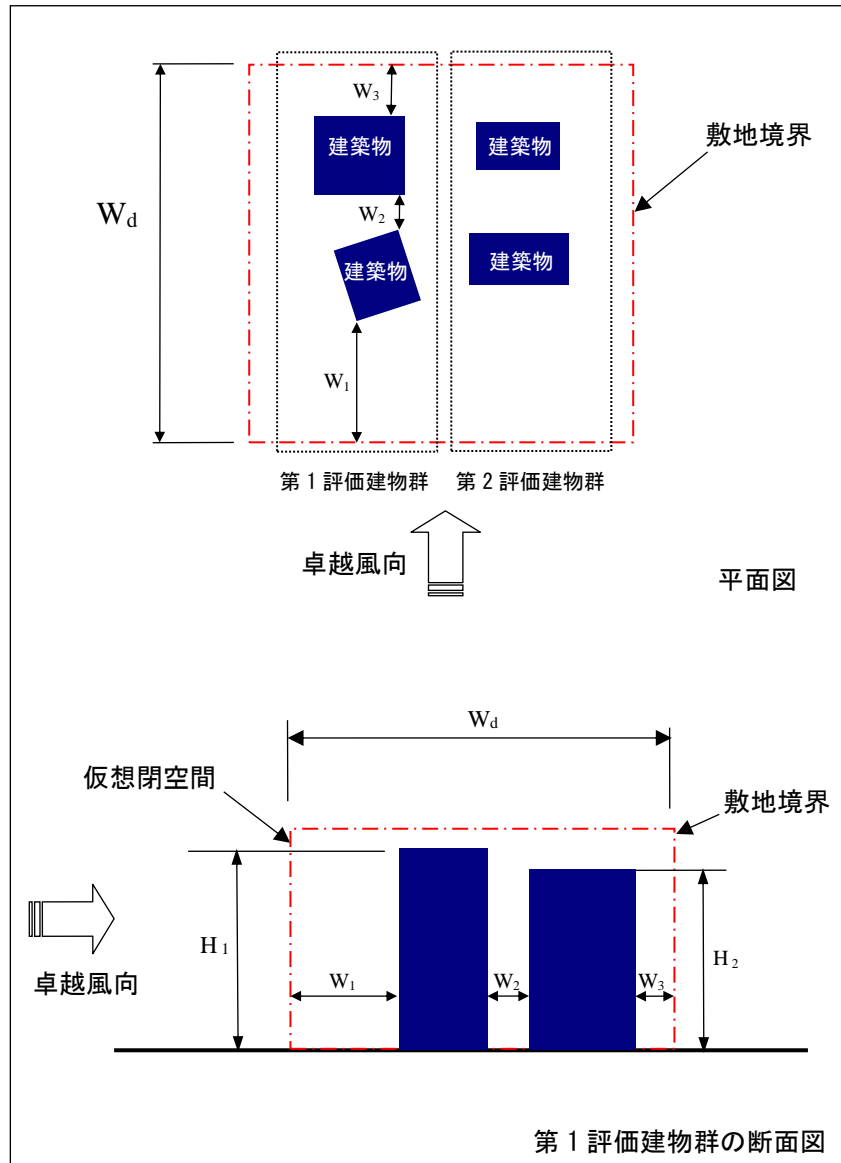 W3
建築物
建築物
敷地境界
Wd
W2
建築物
建築物
W1
第1評価建物群
第2評価建物群
卓越風向
平面図
Wd
仮想閉空間
敷地境界
H1
W1
W2
W3
H2
卓越風向
第1評価建物群の断面図